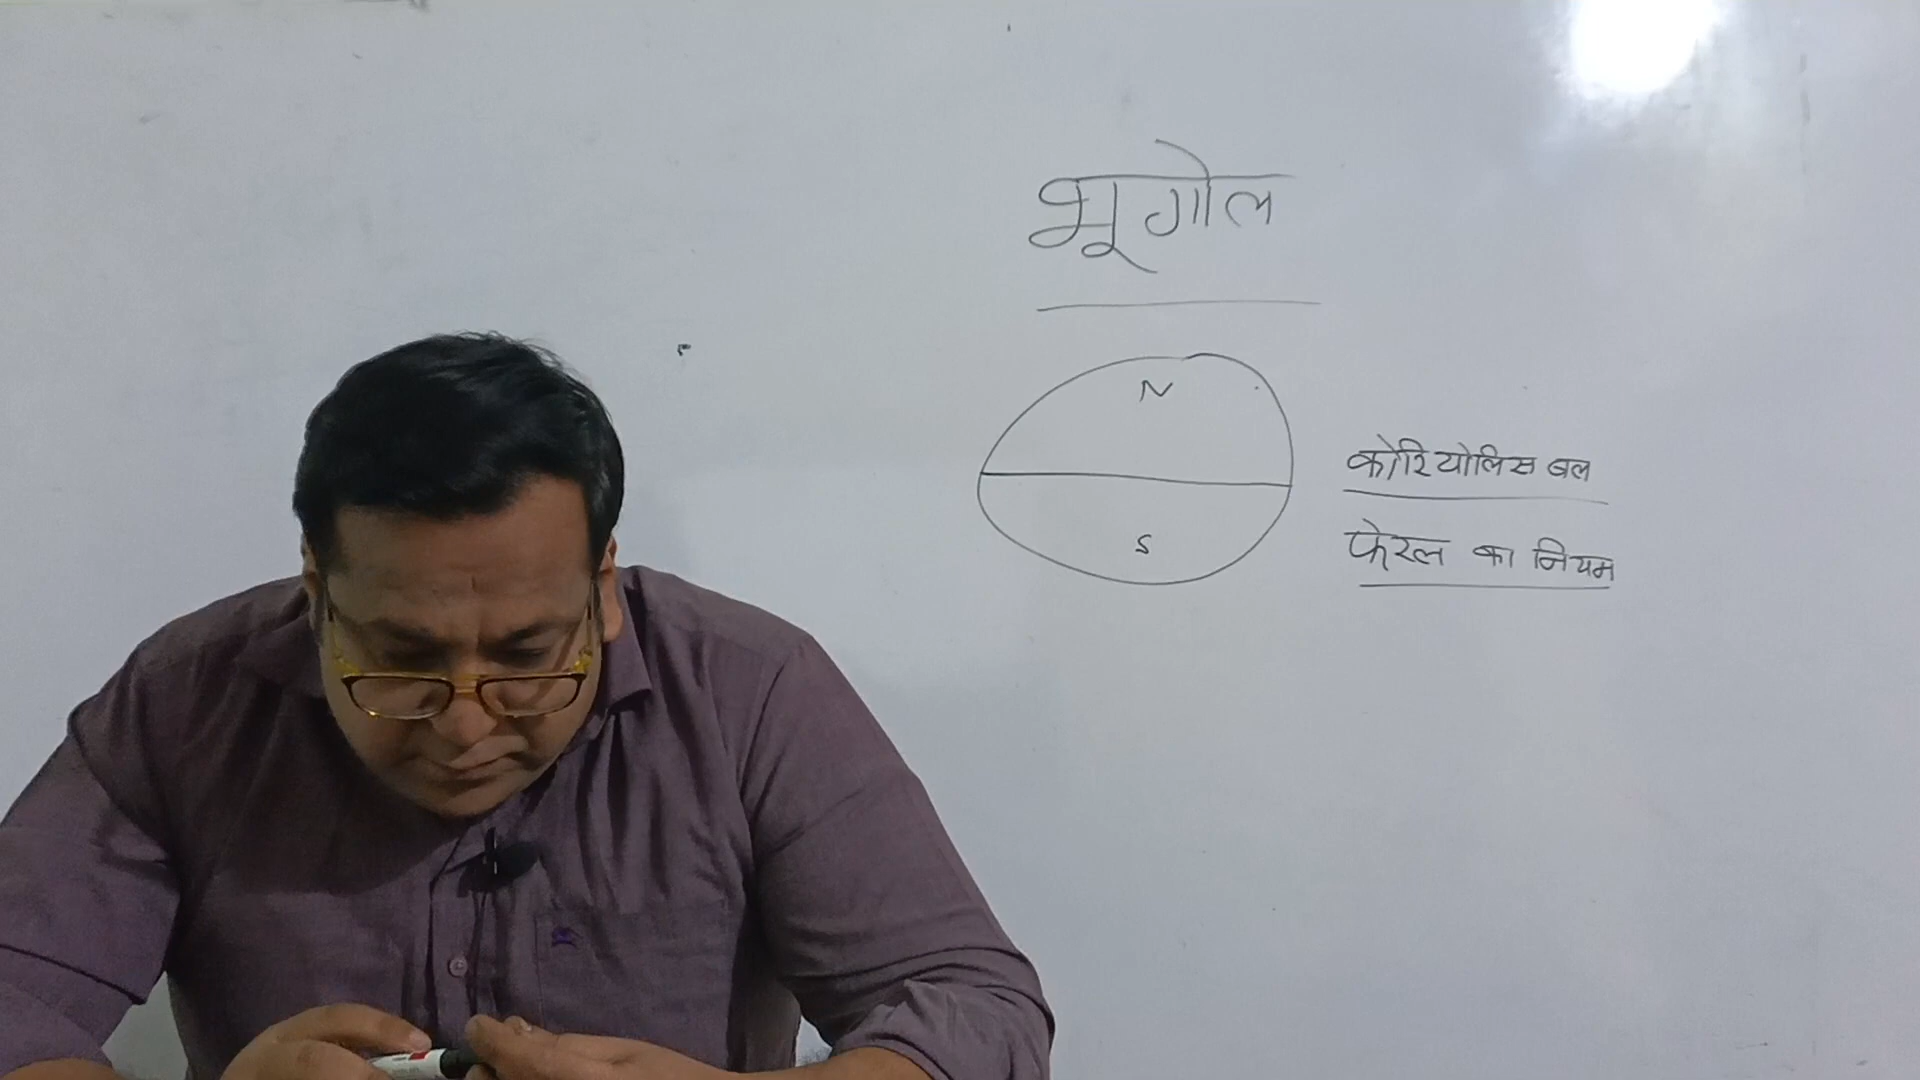 भूगोल
N
S
कोरियोलिस बल
फेरल का नियम